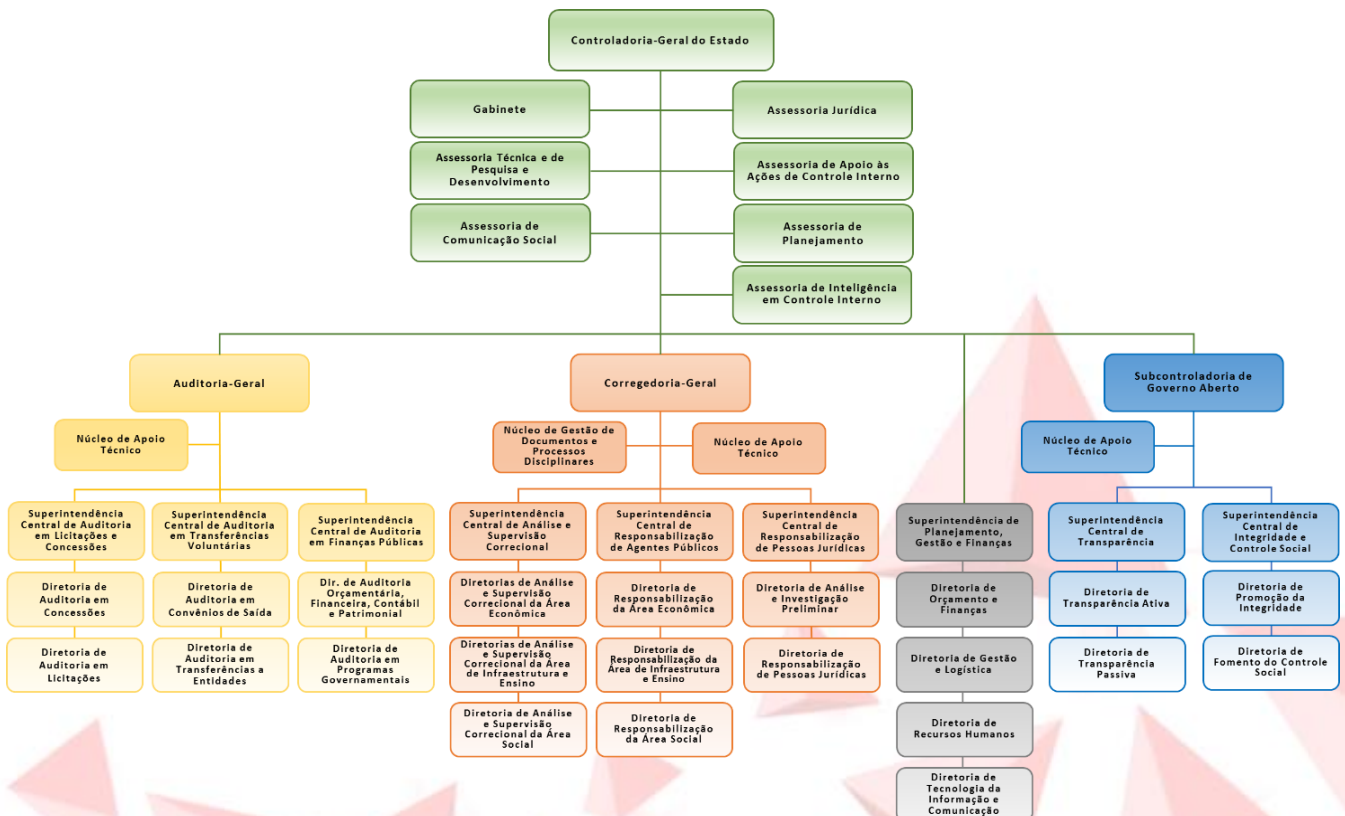 Controladoria-Geral do Estado
Gabinete
Assessoria Jurídica
Assessoria Técnica e de
Pesquisa e
Desenvolvimento
Assessoria de Apoio às
Ações de Controle Interno
Assessoria de
Comunicação Social
Assessoria de
Planejamento
Assessoria de Inteligência
em Controle Interno
Auditoria-Geral
Núcleo de Apoio
Técnico
Superintendência
Central de Auditoria
em Licitações e
Concessões
Diretoria de
Auditoria em
Concessões
Diretoria de
Auditoria em
Licitações
Superintendência
Central de Auditoria
em Transferências
Voluntárias
Diretoria de
Auditoria em
Convênios de Saída
Diretoria de
Auditoria em
Transferências a
Entidades
Superintendência
Central de Auditoria
em Finanças Públicas
Dir. de Auditoria
Orçamentária,
Financeira, Contábil
e Patrimonial
Diretoria de
Auditoria em
Programas
Governamentais
Corregedoria-Geral
Núcleo de Gestão de
Documentos e
Processos
Disciplinares
Núcleo de Apoio
Técnico
Superintendência
Central de Análise e
Supervisão
Correcional
Diretorias de Análise
e Supervisão
Correcional da Área
Econômica
Diretorias de Análise
e Supervisão
Correcional da Área
de Infraestrutura e
Ensino
Diretoria de Análise
e Supervisão
Correcional da Área
Social
Superintendência
Central de
Responsabilização
de Agentes Públicos
Diretoria de
Responsabilização
da Área Econômica
Diretoria de
Responsabilização da
Área de Infraestrutura
e Ensino
Diretoria de
Responsabilização
da Área Social
Superintendência
Central de
Responsabilização
de Pessoas Jurídicas
Diretoria de Análise
e Investigação
Preliminar
Diretoria de
Responsabilização
de Pessoas Jurídicas
Superintendência de
Planejamento,
Gestão e Finanças
Diretoria de
Orçamento e
Finanças
Diretoria de Gestão
e Logística
Diretoria de
Recursos Humanos
Diretoria de
Tecnologia da
Informação e
Comunicação
Subcontroladoria de
Governo Aberto
Núcleo de Apoio
Técnico
Superintendência
Central de
Transparência
Diretoria de
Transparência Ativa
Diretoria de
Transparência
Passiva
Superintendência
Central de
Integridade e
Controle Social
Diretoria de
Promoção da
Integridade
Diretoria de
Fomento do Controle
Social